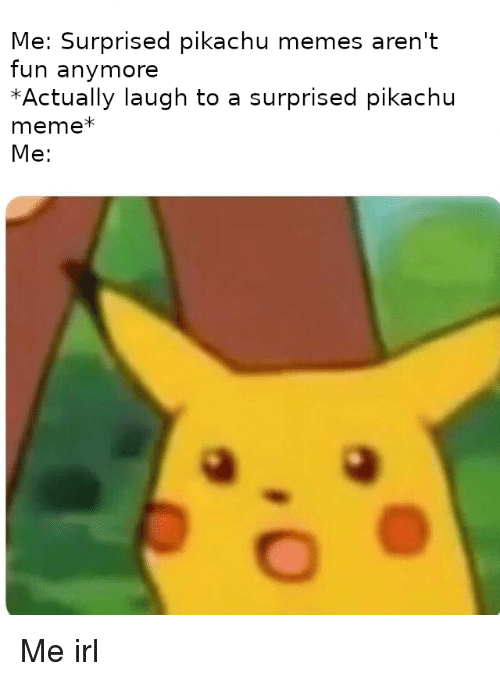 Me: Surprised pikachu memes aren't
fun anymore
*Actually laugh to a surprised pikachu
meme*
Me:
Me irl